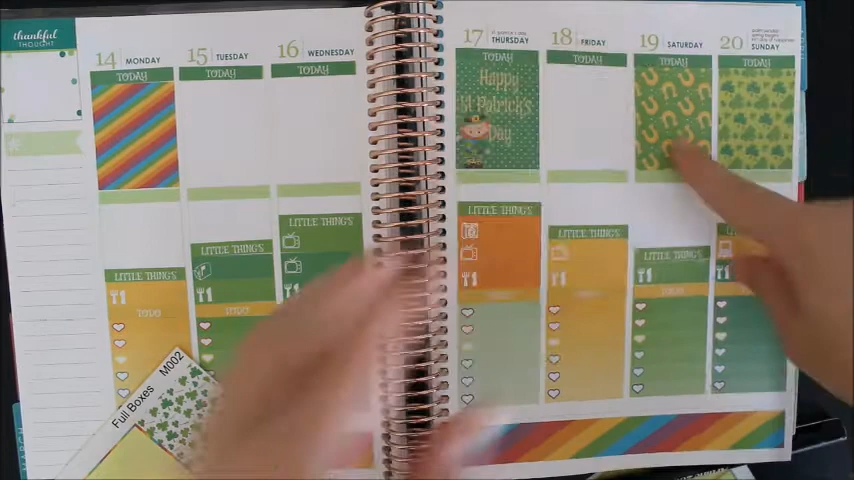 thankful
THOUGHT
14 MONDAY
15 TUESDAY
16 WEDNESDAY
17 THURSDAY
18 FRIDAY
19 SATURDAY
20 SUNDAY
TODAY
TODAY
TODAY
TODAY
TODAY
TODAY
TODAY
Happy
St Patrick's
Day
LITTLE THINGS
LITTLE THINGS
LITTLE THINGS
LITTLE THINGS
LITTLE THINGS
LITTLE THINGS
TODO
TODO
TODO
Full Boxes M002